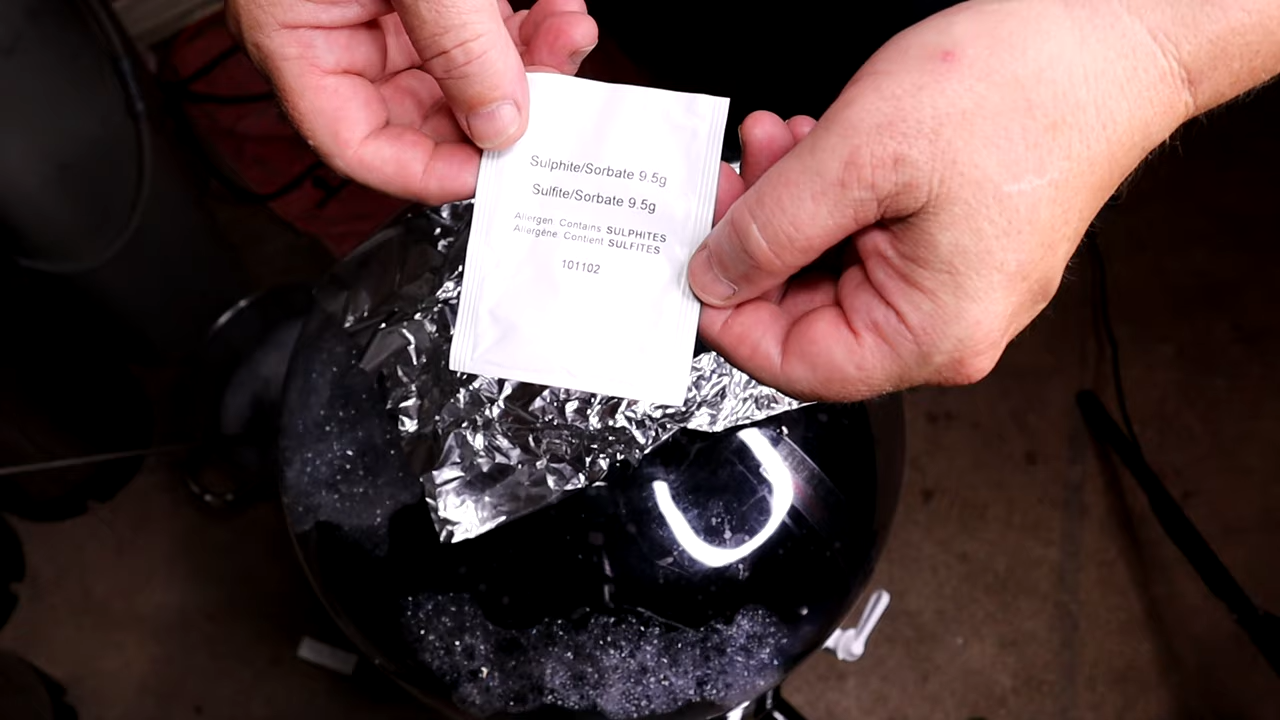 Sulphite/Sorbate 9.5g
Sulfite/Sorbate 9.5g
Allergen Contains SULPHITES
Allergène Contient SULFITES
101102